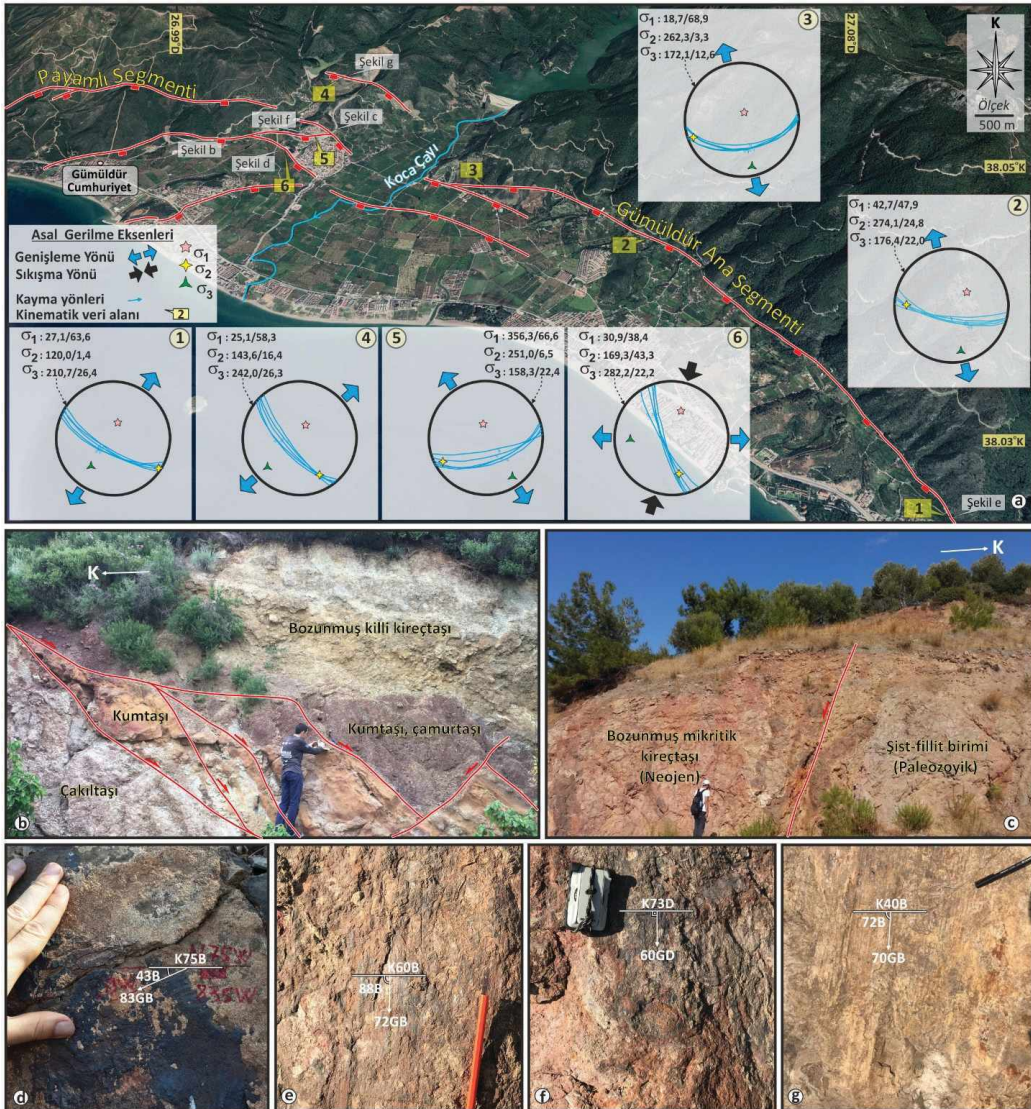 26.99°D
27.08°D
38.05°K
38.03°K
K
Ölçek
500 m
Payamlı Segmenti
Şekil g
4
Şekil f
Şekil c
Şekil b
5
Şekil d
6
Gümüldür
Cumhuriyet
Koca Çayı
3
2
Gümüldür Ana Segmenti
1
Şekil e
a
Asal Gerilme Eksenleri
Genişleme Yönü
Sıkışma Yönü
σ1
σ2
σ3
Kayma yönleri
Kinematik veri alanı
2
3
σ1: 18,7/68,9
σ2: 262,3/3,3
σ3: 172,1/12,6
2
σ1: 42,7/47,9
σ2: 274,1/24,8
σ3: 176,4/22,0
1
σ1: 27,1/63,6
σ2: 120,0/1,4
σ3: 210,7/26,4
4
σ1: 25,1/58,3
σ2: 143,6/16,4
σ3: 242,0/26,3
5
σ1: 356,3/66,6
σ2: 251,0/6,5
σ3: 158,3/22,4
6
σ1: 30,9/38,4
σ2: 169,3/43,3
σ3: 282,2/22,2
K
Bozunmuş killi kireçtaşı
Kumtaşı
Kumtaşı, çamurtaşı
Çakıltaşı
b
K
Bozunmuş mikritik
kireçtaşı
(Neojen)
Şist-fillit birimi
(Paleozoyik)
c
K75B
43B
83GB
d
K60B
88B
72GB
e
K73D
60GD
f
K40B
72B
70GB
g